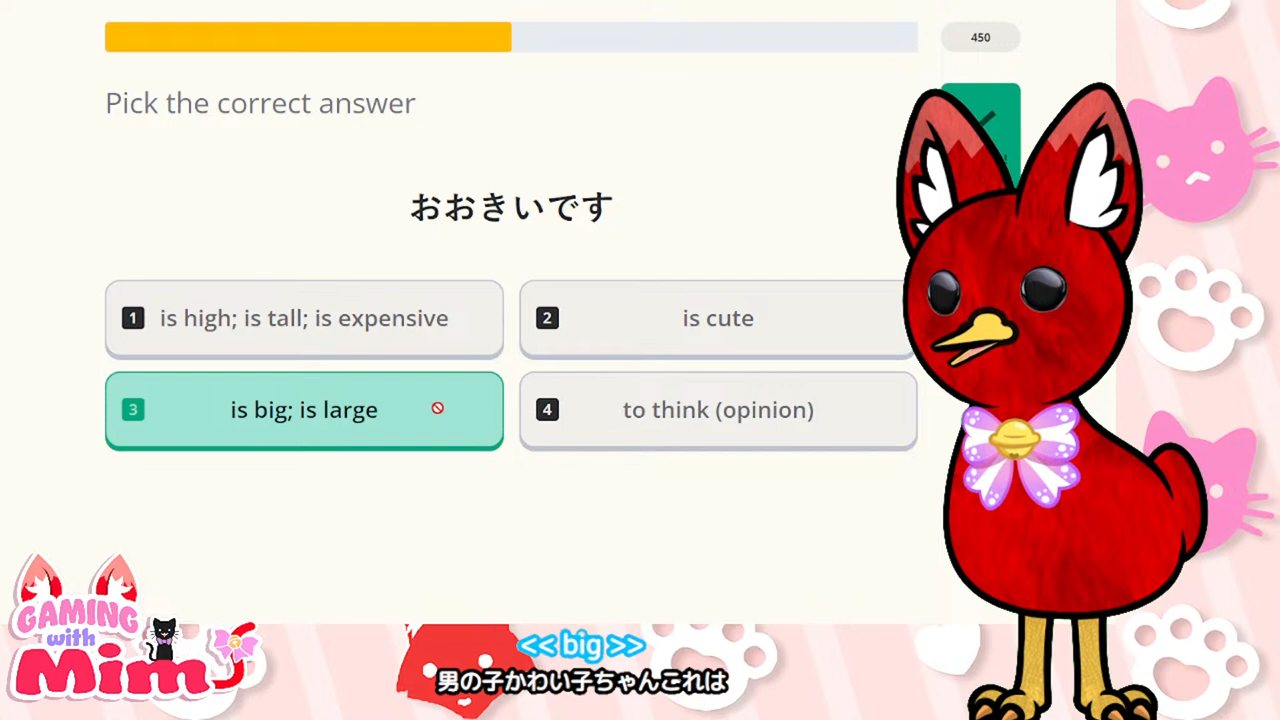 450
Pick the correct answer
おおきいです
1 is high; is tall; is expensive
2 is cute
3 is big; is large
4 to think (opinion)
GAMING
with
Mim
<< big >>
男の子かわい子ちゃんこれは